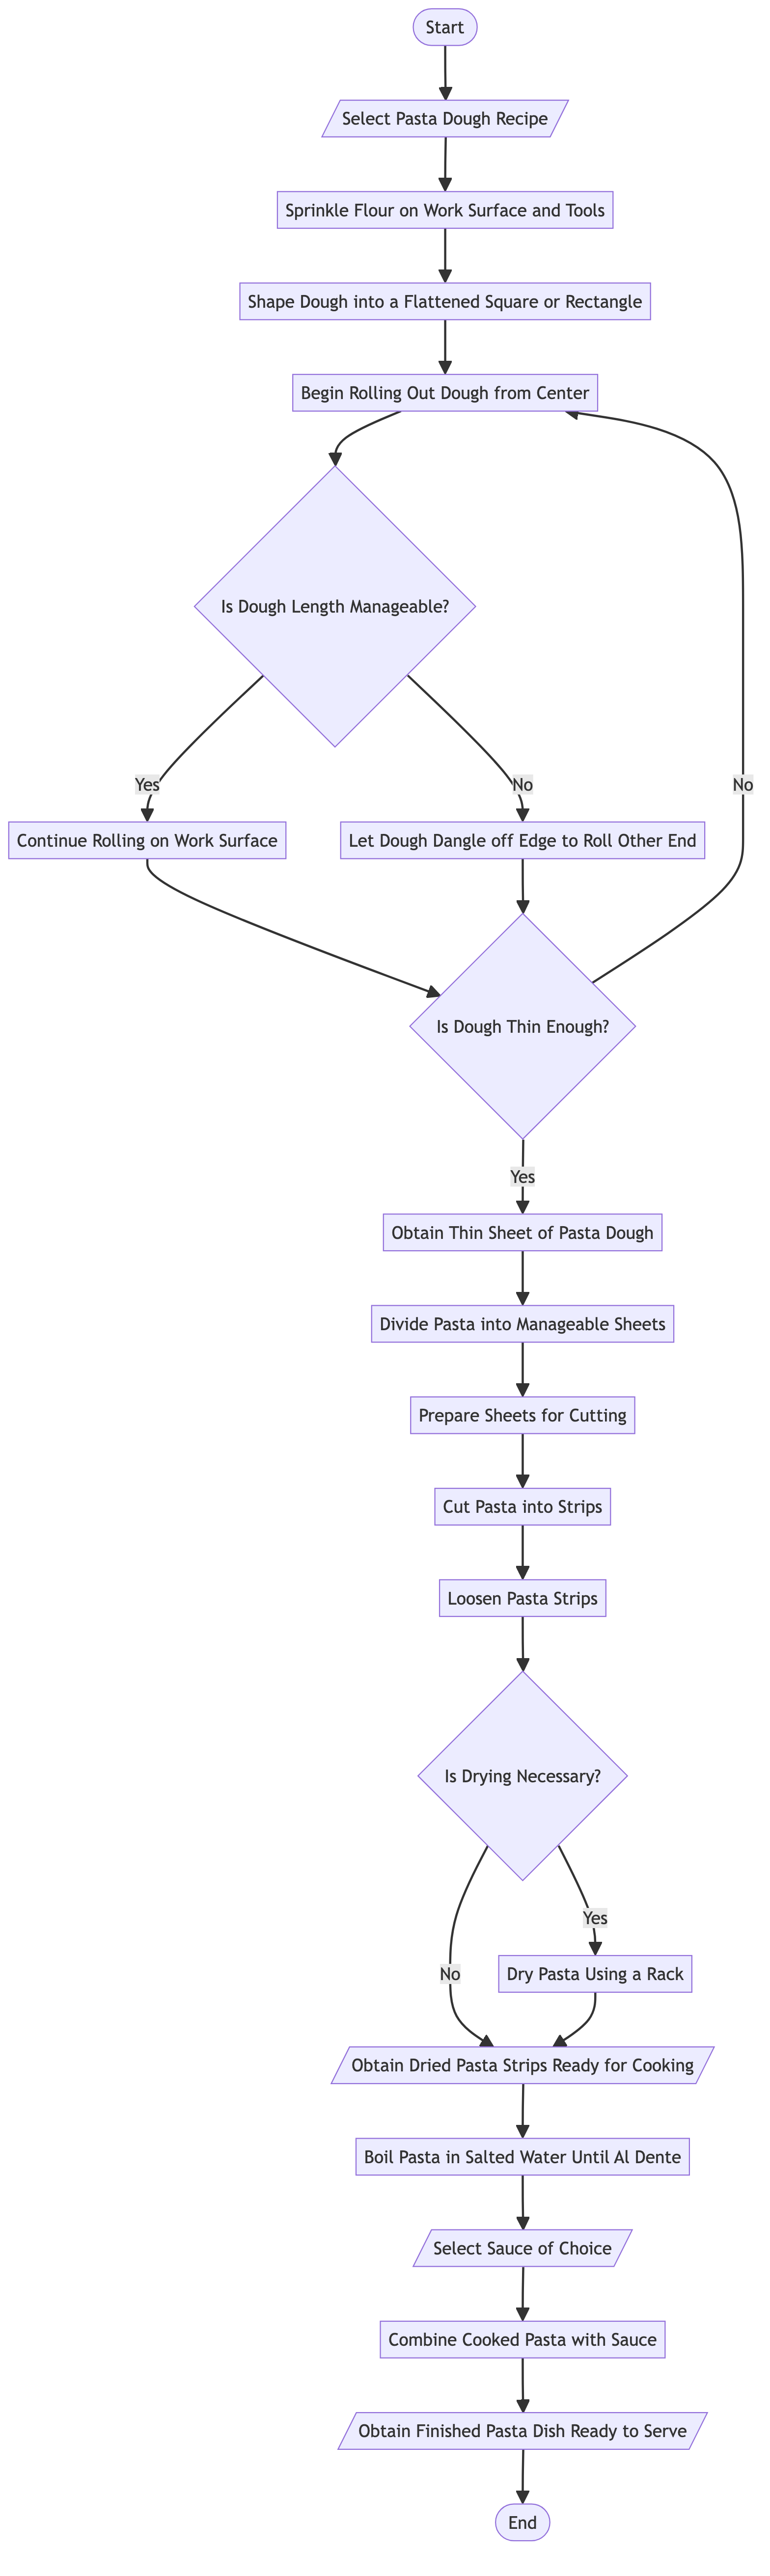 Start
Select Pasta Dough Recipe
Sprinkle Flour on Work Surface and Tools
Shape Dough into a Flattened Square or Rectangle
Begin Rolling Out Dough from Center
Is Dough Length Manageable?
Yes
No
No
Continue Rolling on Work Surface
Let Dough Dangle off Edge to Roll Other End
Is Dough Thin Enough?
Yes
Obtain Thin Sheet of Pasta Dough
Divide Pasta into Manageable Sheets
Prepare Sheets for Cutting
Cut Pasta into Strips
Loosen Pasta Strips
Is Drying Necessary?
Yes
No
Dry Pasta Using a Rack
Obtain Dried Pasta Strips Ready for Cooking
Boil Pasta in Salted Water Until Al Dente
Select Sauce of Choice
Combine Cooked Pasta with Sauce
Obtain Finished Pasta Dish Ready to Serve
End